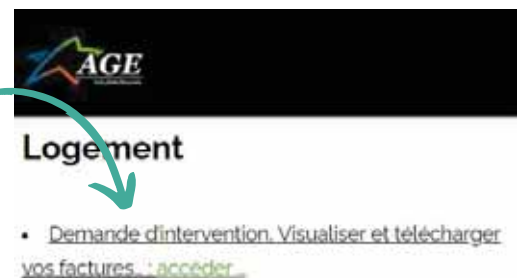 AGE
Logement
• Demande d'intervention. Visualiser et télécharger
vos factures... : accéder...